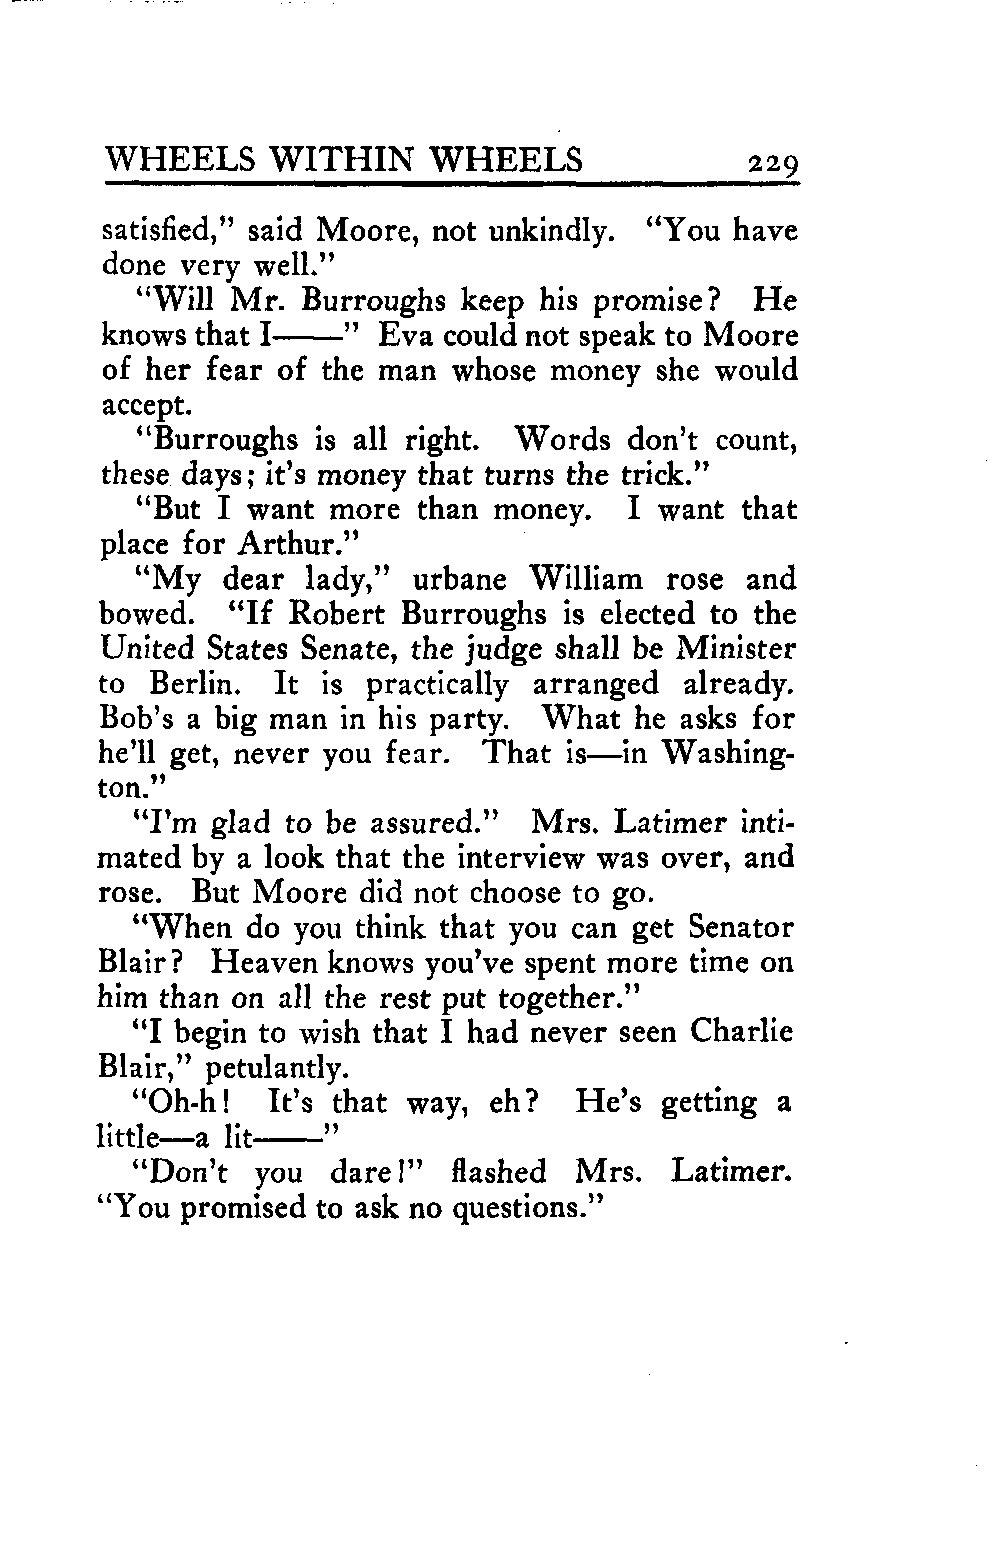 WHEELS WITHIN WHEELS 229
satisfied," said Moore, not unkindly. "You have
done very well."
"Will Mr. Burroughs keep his promise? He
knows that I——" Eva could not speak to Moore
of her fear of the man whose money she would
accept.
"Burroughs is all right. Words don't count,
these days; it's money that turns the trick."
"But I want more than money. I want that
place for Arthur."
"My dear lady," urbane William rose and
bowed. "If Robert Burroughs is elected to the
United States Senate, the judge shall be Minister
to Berlin. It is practically arranged already.
Bob's a big man in his party. What he asks for
he'll get, never you fear. That is—in Washing-
ton."
"I'm glad to be assured." Mrs. Latimer inti-
mated by a look that the interview was over, and
rose. But Moore did not choose to go.
"When do you think that you can get Senator
Blair? Heaven knows you've spent more time on
him than on all the rest put together."
"I begin to wish that I had never seen Charlie
Blair," petulantly.
"Oh-h! It's that way, eh? He's getting a
little—a lit——"
"Don't you dare!" flashed Mrs. Latimer.
"You promised to ask no questions."